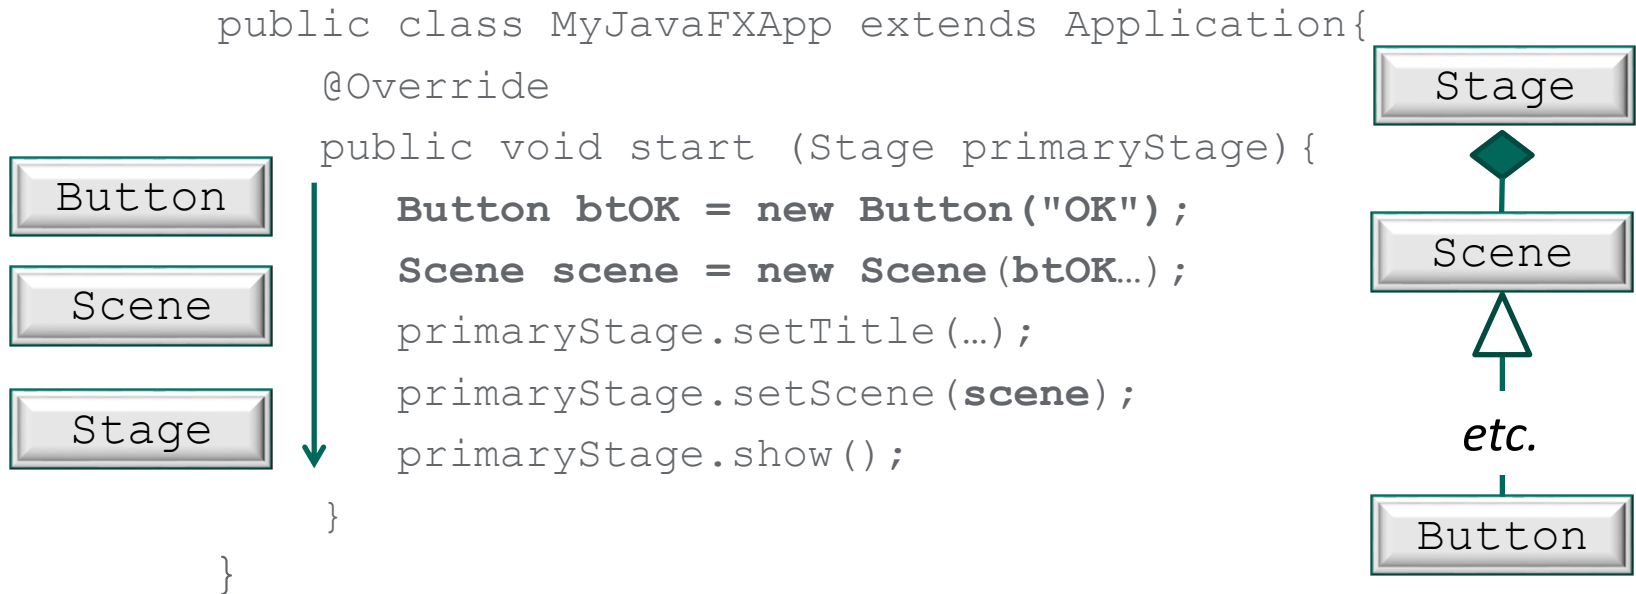 public class MyJavaFXApp extends Application{
@Override
public void start (Stage primaryStage){
Button btOK = new Button("OK");
Scene scene = new Scene(btOK…);
primaryStage.setTitle(…);
primaryStage.setScene(scene);
primaryStage.show();
}
}
Button
Scene
Stage
Stage
Scene
etc.
Button